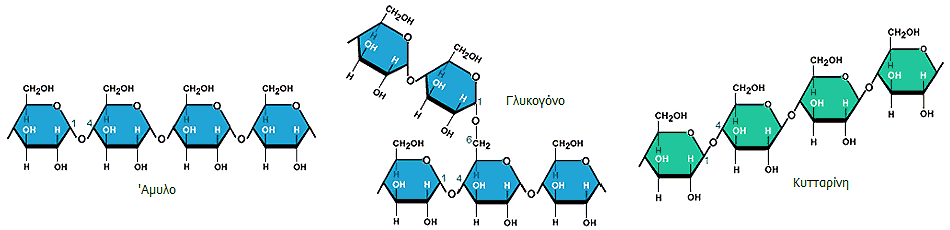 CH₂OH CH₂OH CH₂OH CH₂OH
O O O O
H H H H
OH H 1 4 OH H OH H OH H
O O O O
H OH H OH H OH H OH
Άμυλο
CH₂OH
O
H
OH H
H OH O
CH₂OH
O
H
OH H 1
H OH O
Γλυκογόνο
6 CH₂
CH₂OH CH₂OH
O O O
H H H
OH H 1 4 OH H OH H
O O
H OH H OH H OH
CH₂OH CH₂OH CH₂OH CH₂OH
O O O O
H H H H
OH H 1 O 4 OH H O OH H O OH H
H OH H OH H OH H OH
Κυτταρίνη